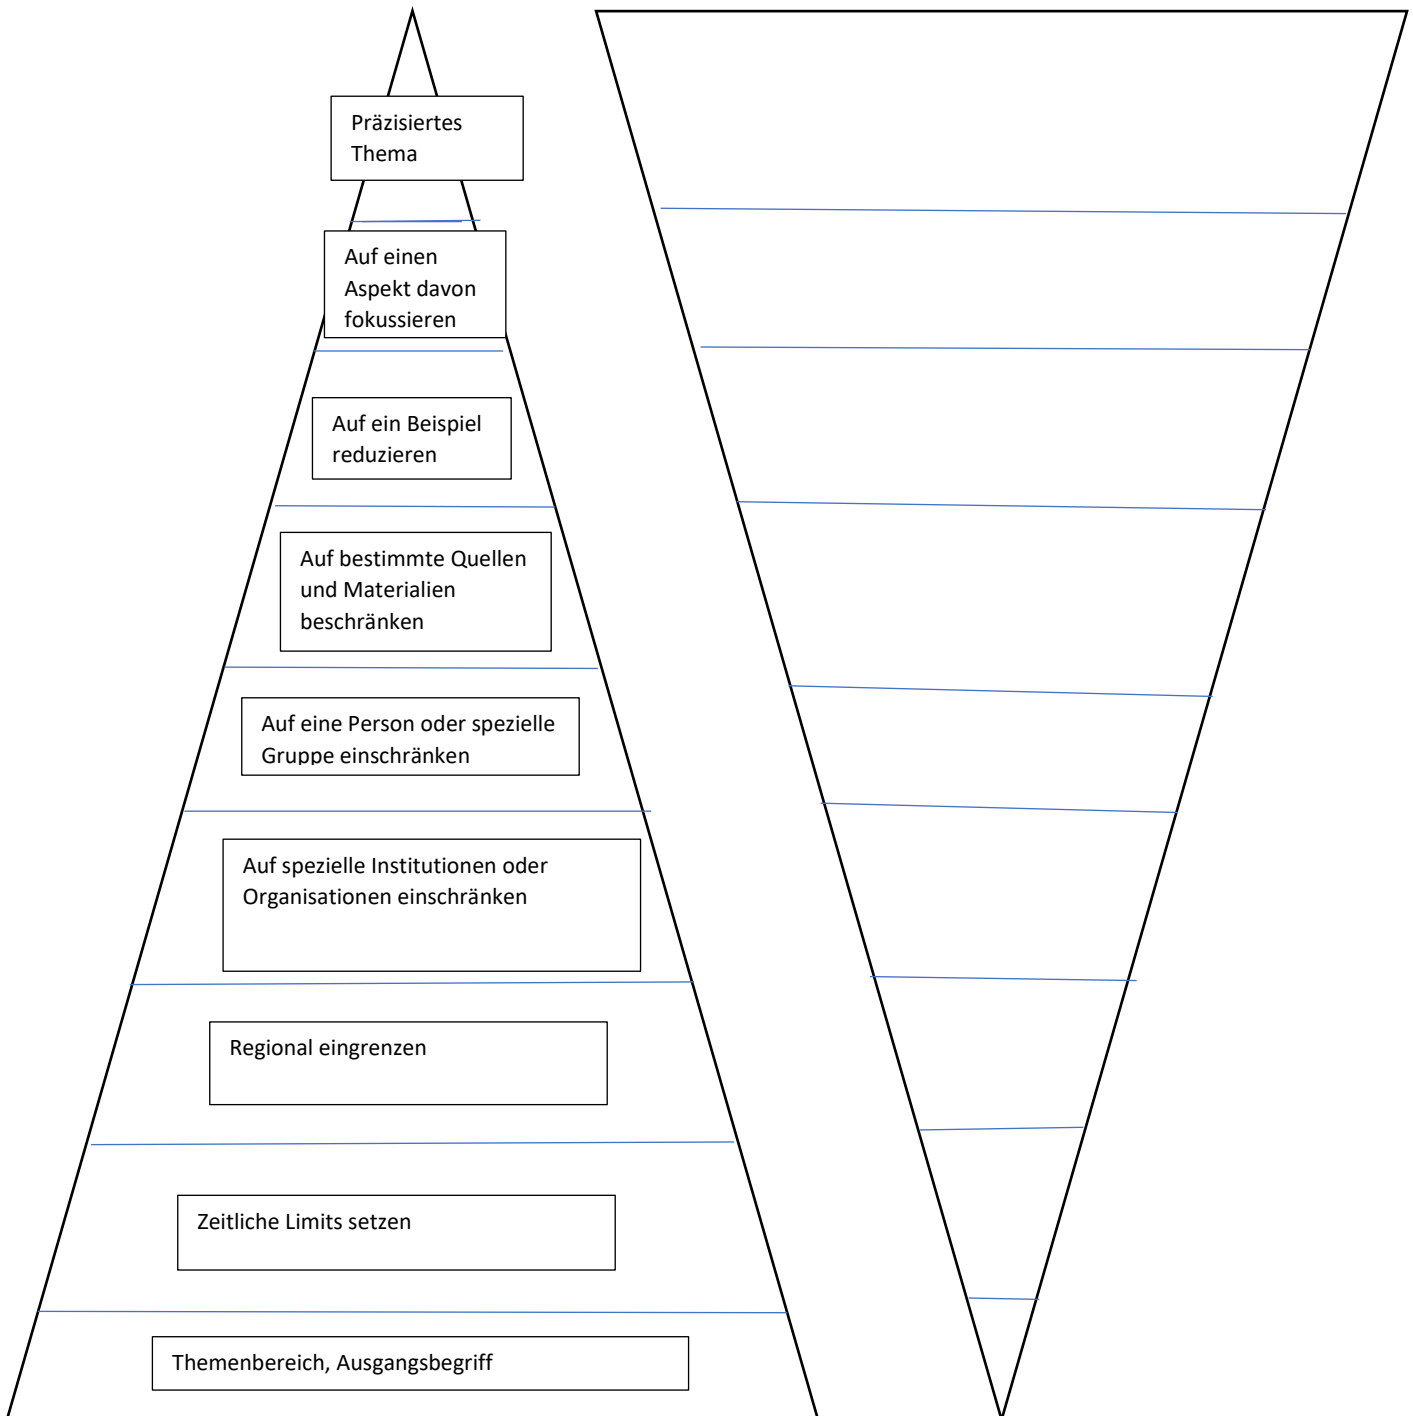 Präzisiertes
Thema
Auf einen
Aspekt davon
fokussieren
Auf ein Beispiel
reduzieren
Auf bestimmte Quellen
und Materialien
beschränken
Auf eine Person oder spezielle
Gruppe einschränken
Auf spezielle Institutionen oder
Organisationen einschränken
Regional eingrenzen
Zeitliche Limits setzen
Themenbereich, Ausgangsbegriff